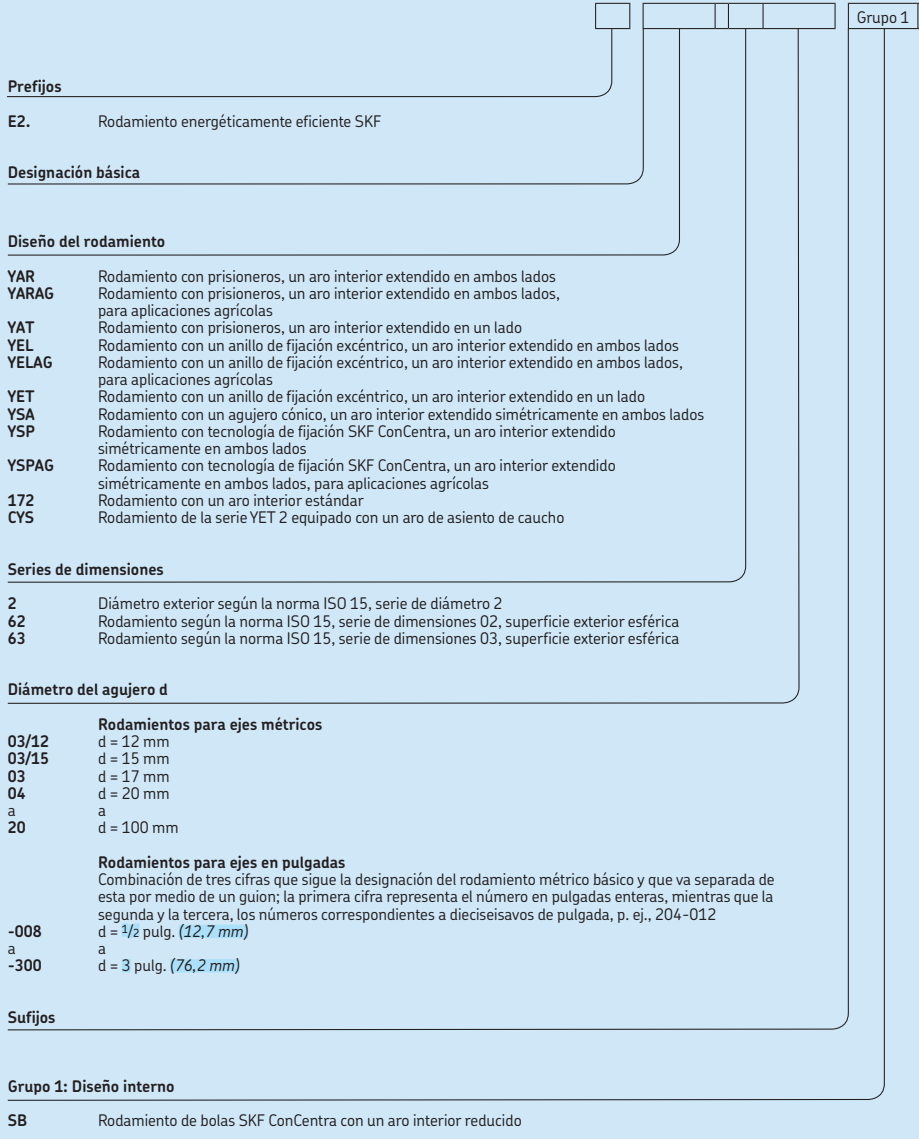 Grupo 1
Prefijos
E2. Rodamiento energéticamente eficiente SKF
Designación básica
Diseño del rodamiento
YAR Rodamiento con prisioneros, un aro interior extendido en ambos lados
YARAG Rodamiento con prisioneros, un aro interior extendido en ambos lados,
para aplicaciones agrícolas
YAT Rodamiento con prisioneros, un aro interior extendido en un lado
YEL Rodamiento con un anillo de fijación excéntrico, un aro interior extendido en ambos lados
YELAG Rodamiento con un anillo de fijación excéntrico, un aro interior extendido en ambos lados,
para aplicaciones agrícolas
YET Rodamiento con un anillo de fijación excéntrico, un aro interior extendido en un lado
YSA Rodamiento con un agujero cónico, un aro interior extendido simétricamente en ambos lados
YSP Rodamiento con tecnología de fijación SKF ConCentra, un aro interior extendido
simétricamente en ambos lados
YSPAG Rodamiento con tecnología de fijación SKF ConCentra, un aro interior extendido
simétricamente en ambos lados, para aplicaciones agrícolas
172 Rodamiento con un aro interior estándar
CYS Rodamiento de la serie YET 2 equipado con un aro de asiento de caucho
Series de dimensiones
2 Diámetro exterior según la norma ISO 15, serie de diámetro 2
62 Rodamiento según la norma ISO 15, serie de dimensiones 02, superficie exterior esférica
63 Rodamiento según la norma ISO 15, serie de dimensiones 03, superficie exterior esférica
Diámetro del agujero d
Rodamientos para ejes métricos
03/12 d = 12 mm
03/15 d = 15 mm
03 d = 17 mm
04 d = 20 mm
a a
20 d = 100 mm
Rodamientos para ejes en pulgadas
Combinación de tres cifras que sigue la designación del rodamiento métrico básico y que va separada de
esta por medio de un guion; la primera cifra representa el número en pulgadas enteras, mientras que la
segunda y la tercera, los números correspondientes a dieciseisavos de pulgada, p. ej., 204-012
-008 d = 1/2 pulg. (12,7 mm)
a a
-300 d = 3 pulg. (76,2 mm)
Sufijos
Grupo 1: Diseño interno
SB Rodamiento de bolas SKF ConCentra con un aro interior reducido